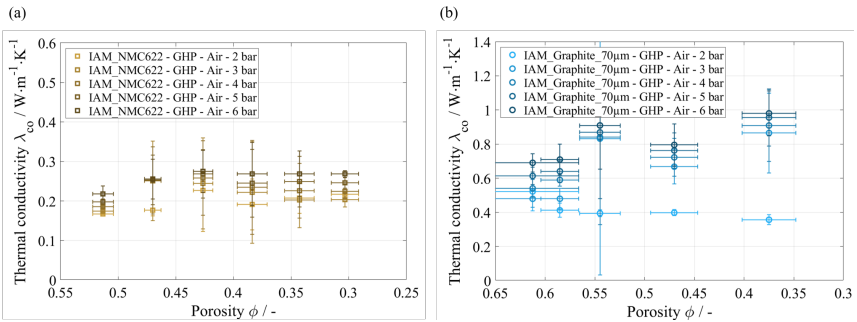 (a)
Thermal conductivity λco / W·m-1·K-1
0.6
0.5
0.4
0.3
0.2
0.1
0
IAM_NMC622 - GHP - Air - 2 bar
IAM_NMC622 - GHP - Air - 3 bar
IAM_NMC622 - GHP - Air - 4 bar
IAM_NMC622 - GHP - Air - 5 bar
IAM_NMC622 - GHP - Air - 6 bar
0.55 0.5 0.45 0.4 0.35 0.3 0.25
Porosity ϕ / -
(b)
Thermal conductivity λco / W·m-1·K-1
1.4
1.2
1
0.8
0.6
0.4
0.2
0
IAM_Graphite_70µm - GHP - Air - 2 bar
IAM_Graphite_70µm - GHP - Air - 3 bar
IAM_Graphite_70µm - GHP - Air - 4 bar
IAM_Graphite_70µm - GHP - Air - 5 bar
IAM_Graphite_70µm - GHP - Air - 6 bar
0.65 0.6 0.55 0.5 0.45 0.4 0.35 0.3
Porosity ϕ / -